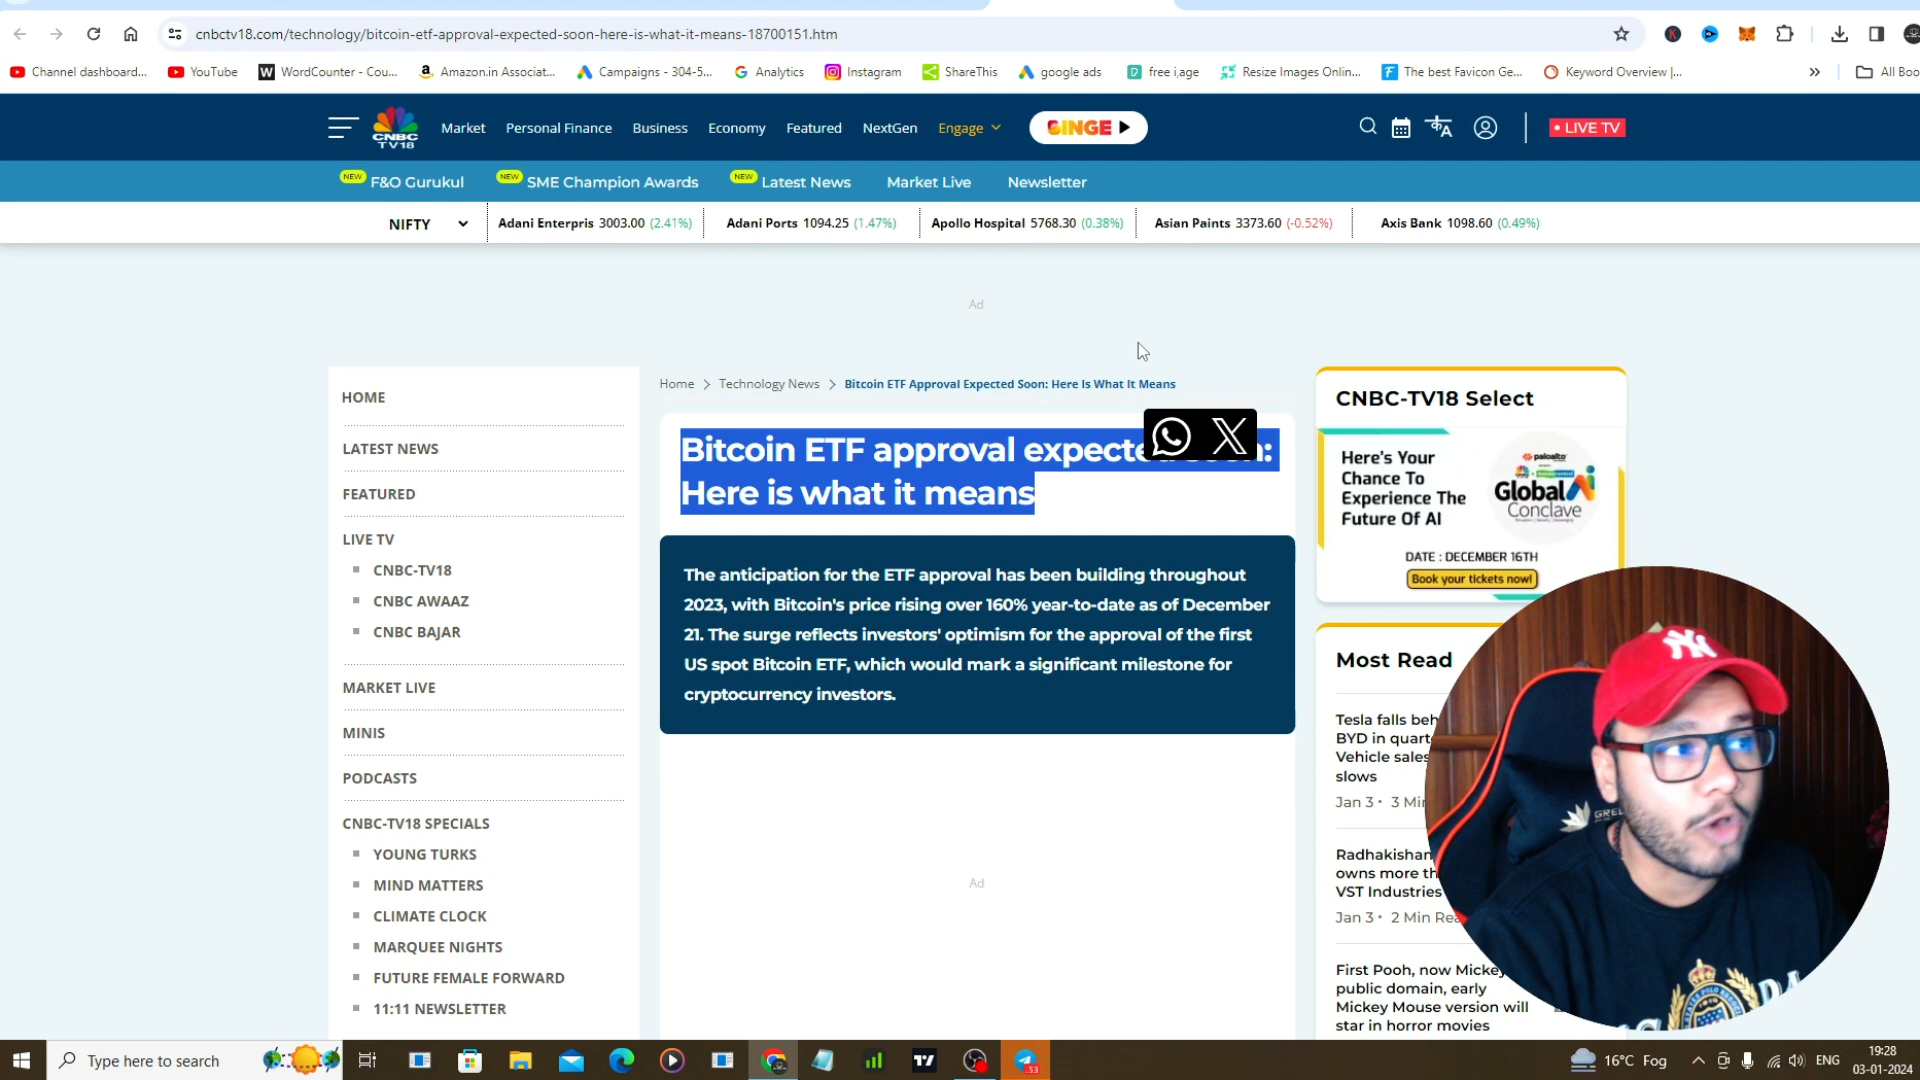 cnbctv18.com/technology/bitcoin-etf-approval-expected-soon-here-is-what-it-means-18700151.htm
Channel dashboard... YouTube WordCounter - Cou... Amazon.in Associat... Campaigns - 304-5... Analytics Instagram ShareThis google ads free i,age Resize Images Onlin... The best Favicon Ge... Keyword Overview |... » All Boo
CNBC TV18 Market Personal Finance Business Economy Featured NextGen Engage BINGE LIVE TV
NEW F&O Gurukul NEW SME Champion Awards NEW Latest News Market Live Newsletter
NIFTY Adani Enterpris 3003.00 (2.41%) Adani Ports 1094.25 (1.47%) Apollo Hospital 5768.30 (0.38%) Asian Paints 3373.60 (-0.52%) Axis Bank 1098.60 (0.49%)
Ad
HOME
LATEST NEWS
FEATURED
LIVE TV
CNBC-TV18
CNBC AWAAZ
CNBC BAJAR
MARKET LIVE
MINIS
PODCASTS
CNBC-TV18 SPECIALS
YOUNG TURKS
MIND MATTERS
CLIMATE CLOCK
MARQUEE NIGHTS
FUTURE FEMALE FORWARD
11:11 NEWSLETTER
Home > Technology News > Bitcoin ETF Approval Expected Soon: Here Is What It Means
Bitcoin ETF approval expected soon:
Here is what it means
The anticipation for the ETF approval has been building throughout
2023, with Bitcoin's price rising over 160% year-to-date as of December
21. The surge reflects investors' optimism for the approval of the first
US spot Bitcoin ETF, which would mark a significant milestone for
cryptocurrency investors.
Ad
CNBC-TV18 Select
Here's Your
Chance To
Experience The
Future Of AI
paloalto
Global AI
Conclave
DATE : DECEMBER 16TH
Book your tickets now!
Most Read
Tesla falls beh
BYD in quart
Vehicle sales
slows
Jan 3 · 3 Mi
Radhakishan
owns more th
VST Industries
Jan 3 · 2 Min Rea
First Pooh, now Mickey
public domain, early
Mickey Mouse version will
star in horror movies
NY
Type here to search
53
16°C Fog
ENG
19:28
03-01-2024